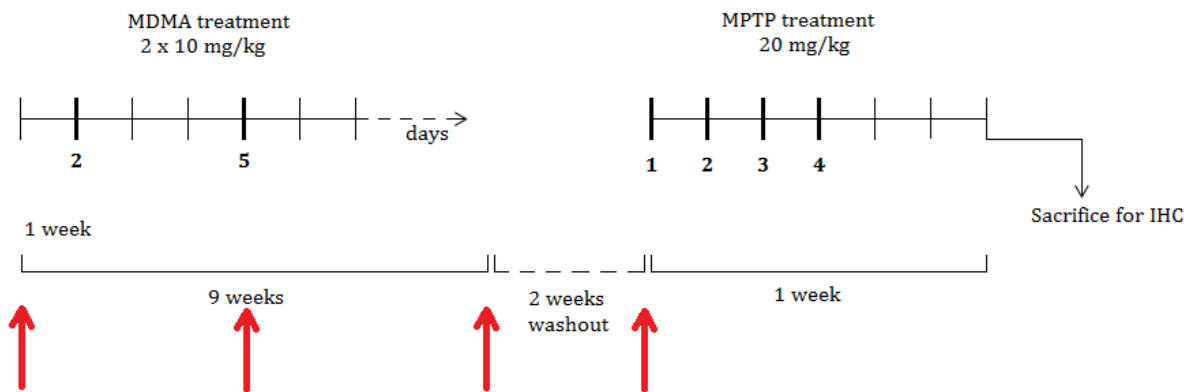 MDMA treatment
2 x 10 mg/kg
MPTP treatment
20 mg/kg
days
2
5
1
2
3
4
Sacrifice for IHC
1 week
9 weeks
2 weeks
washout
1 week